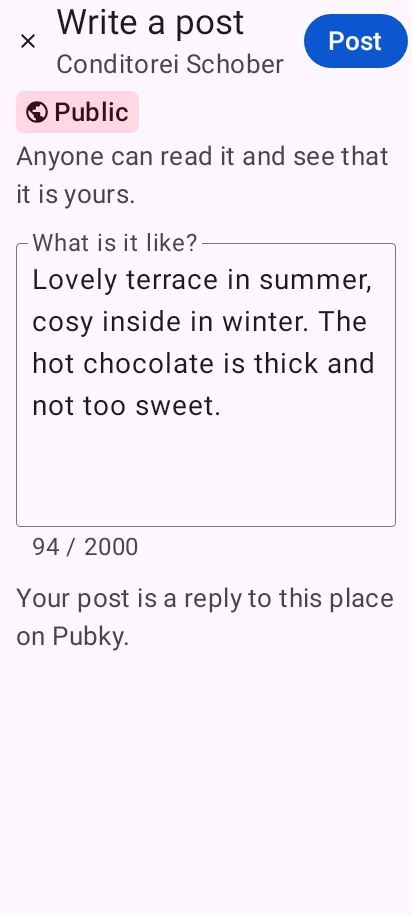 Write a post
Conditorei Schober
Post
Public
Anyone can read it and see that
it is yours.
What is it like?
Lovely terrace in summer,
cosy inside in winter. The
hot chocolate is thick and
not too sweet.
94 / 2000
Your post is a reply to this place
on Pubky.